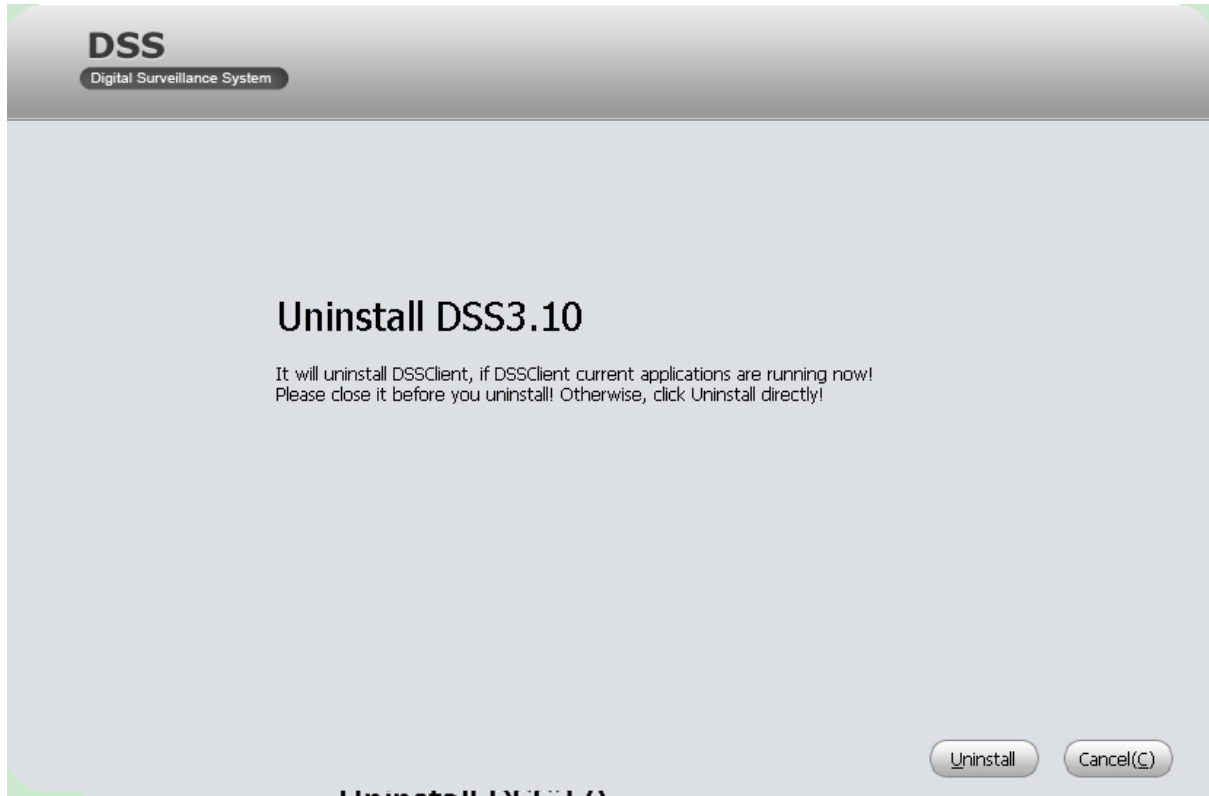 DSS
Digital Surveillance System
Uninstall DSS3.10
It will uninstall DSSClient, if DSSClient current applications are running now!
Please close it before you uninstall! Otherwise, click Uninstall directly!
Uninstall
Cancel(C)